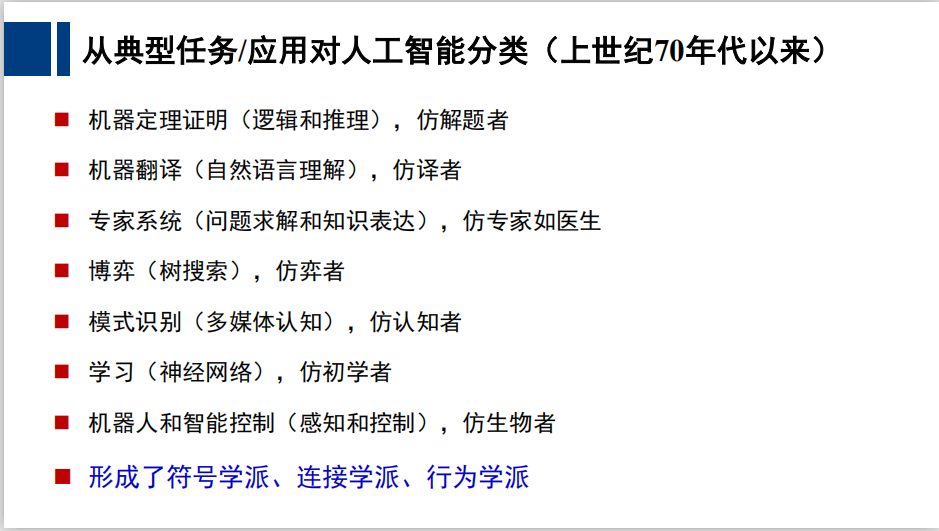 从典型任务/应用对人工智能分类（上世纪70年代以来）
机器定理证明（逻辑和推理），仿解题者
机器翻译（自然语言理解），仿译者
专家系统（问题求解和知识表达），仿专家如医生
博弈（树搜索），仿弈者
模式识别（多媒体认知），仿认知者
学习（神经网络），仿初学者
机器人和智能控制（感知和控制），仿生物者
形成了符号学派、连接学派、行为学派